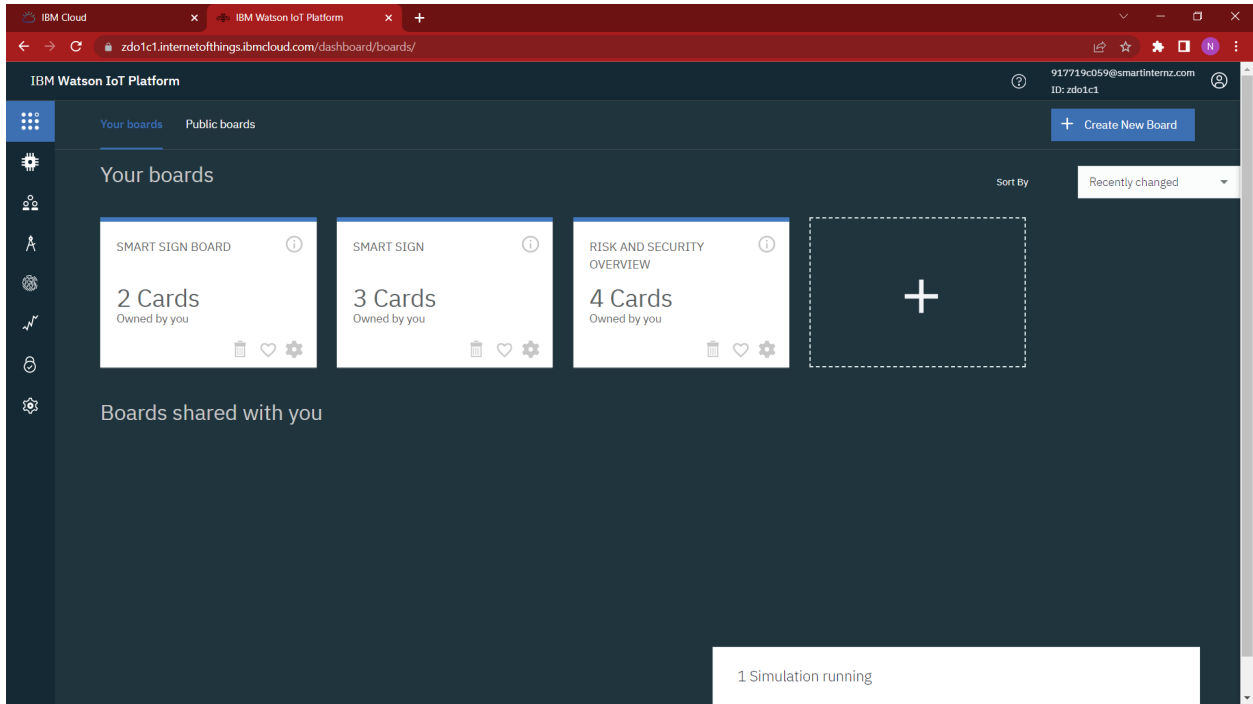 IBM Cloud
IBM Watson IoT Platform
zdo1c1.internetofthings.ibmcloud.com/dashboard/boards/
N
IBM Watson IoT Platform
917719c059@smartinternz.com
ID: zdo1c1
Your boards
Public boards
Create New Board
Your boards
Sort By
Recently changed
SMART SIGN BOARD
2 Cards
Owned by you
SMART SIGN
3 Cards
Owned by you
RISK AND SECURITY
OVERVIEW
4 Cards
Owned by you
Boards shared with you
1 Simulation running